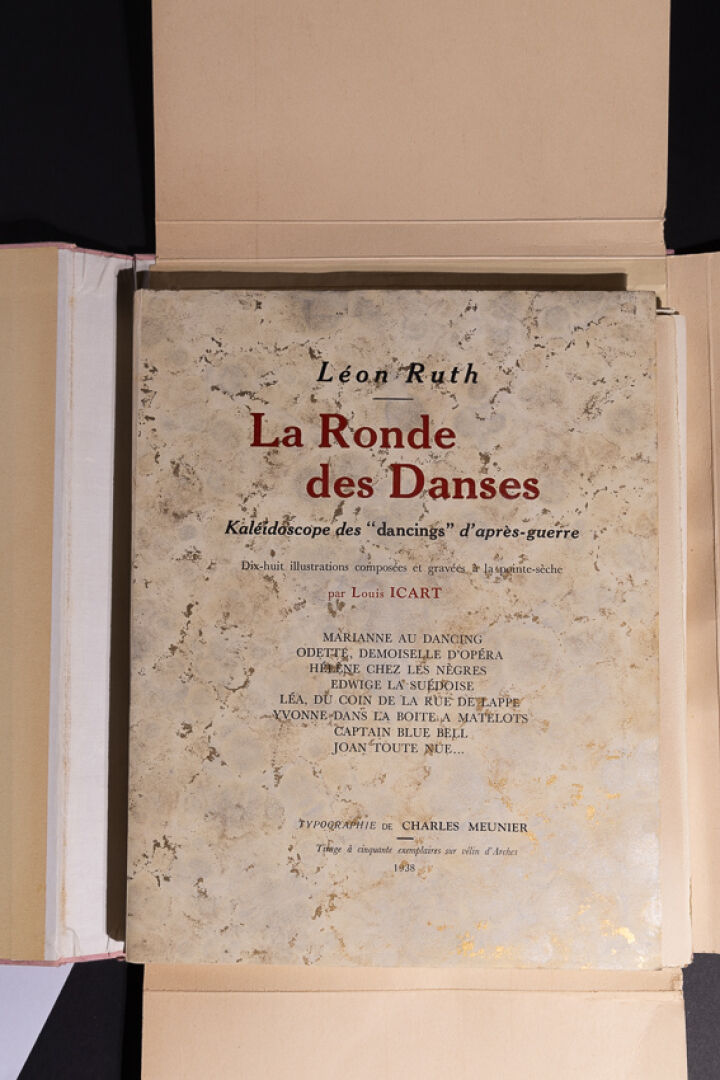 Léon Ruth
La Ronde
des Danses
Kaléidoscope des "dancings" d'après-guerre
Dix-huit illustrations composées et gravées à la pointe-sèche
par Louis ICART
MARIANNE AU DANCING
ODETTE, DEMOISELLE D'OPÉRA
HÉLÈNE CHEZ LES NÈGRES
EDWIGE LA SUÉDOISE
LÉA, DU COIN DE LA RUE DE LAPPE
YVONNE DANS LA BOITE A MATELOTS
CAPTAIN BLUE BELL
JOAN TOUTE NUE...
TYPOGRAPHIE DE CHARLES MEUNIER
Tirage à cinquante exemplaires sur vélin d'Arches
1938